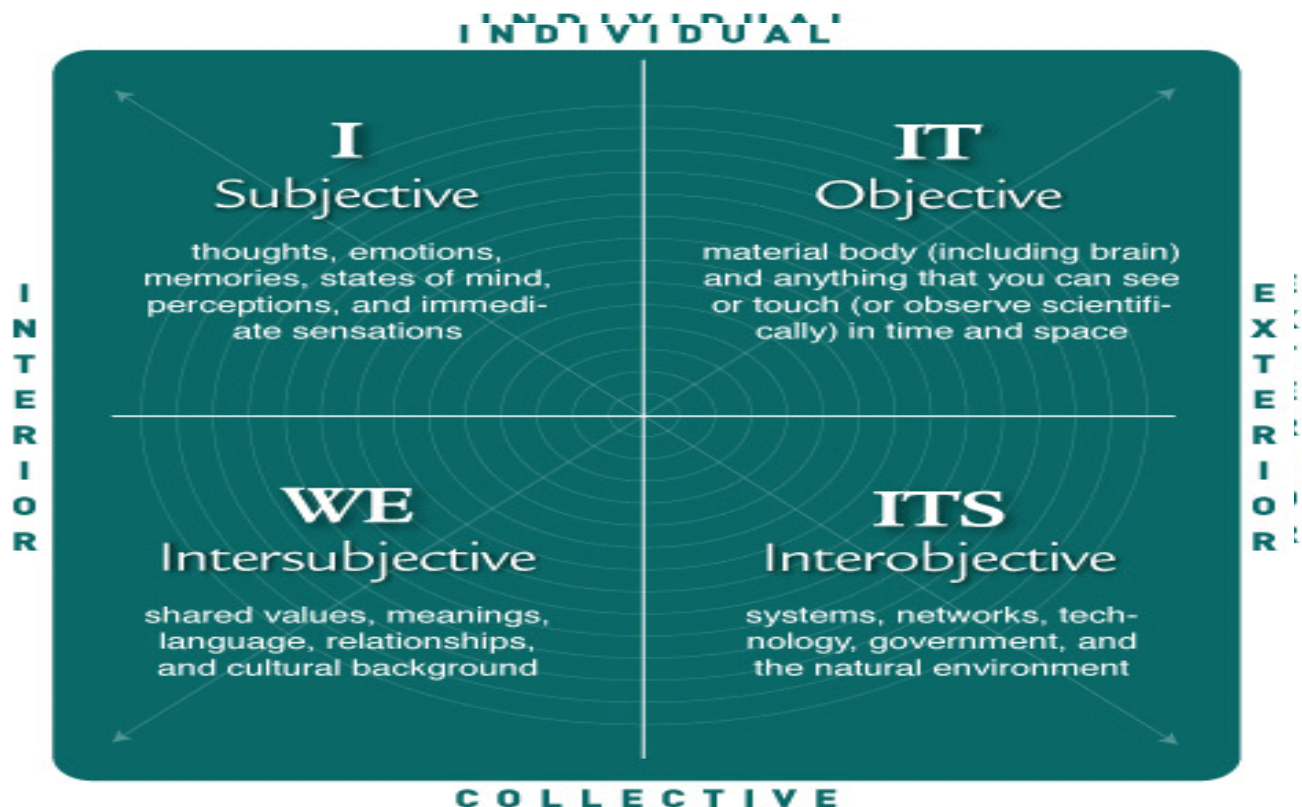 INDIVIDUAL
I
Subjective
thoughts, emotions,
memories, states of mind,
perceptions, and immedi-
ate sensations
IT
Objective
material body (including brain)
and anything that you can see
or touch (or observe scientifi-
cally) in time and space
INTERIOR
EXTERIOR
WE
Intersubjective
shared values, meanings,
language, relationships,
and cultural background
ITS
Interobjective
systems, networks, tech-
nology, government, and
the natural environment
COLLECTIVE